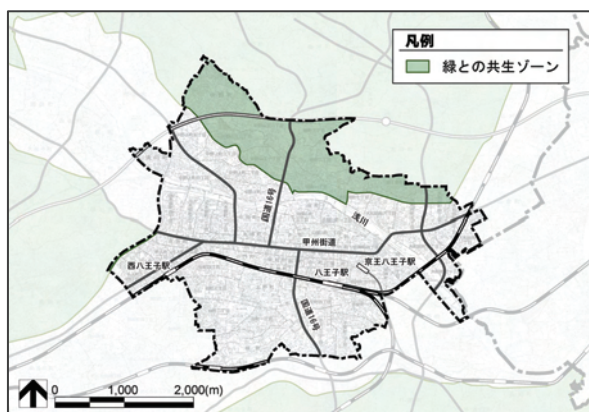 凡例
緑との共生ゾーン
国道16号
浅川
甲州街道
西八王子駅
八王子駅
京王八王子駅
国道16号
0 1,000 2,000(m)